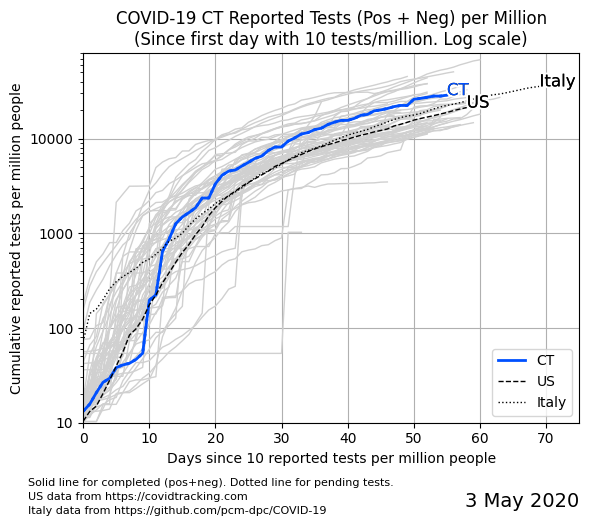 COVID-19 CT Reported Tests (Pos + Neg) per Million
(Since first day with 10 tests/million. Log scale)
Cumulative reported tests per million people
10000
1000
100
10
CT
US
Italy
CT
US
Italy
0
10
20
30
40
50
60
70
Days since 10 reported tests per million people
Solid line for completed (pos+neg). Dotted line for pending tests.
US data from https://covidtracking.com
Italy data from https://github.com/pcm-dpc/COVID-19
3 May 2020